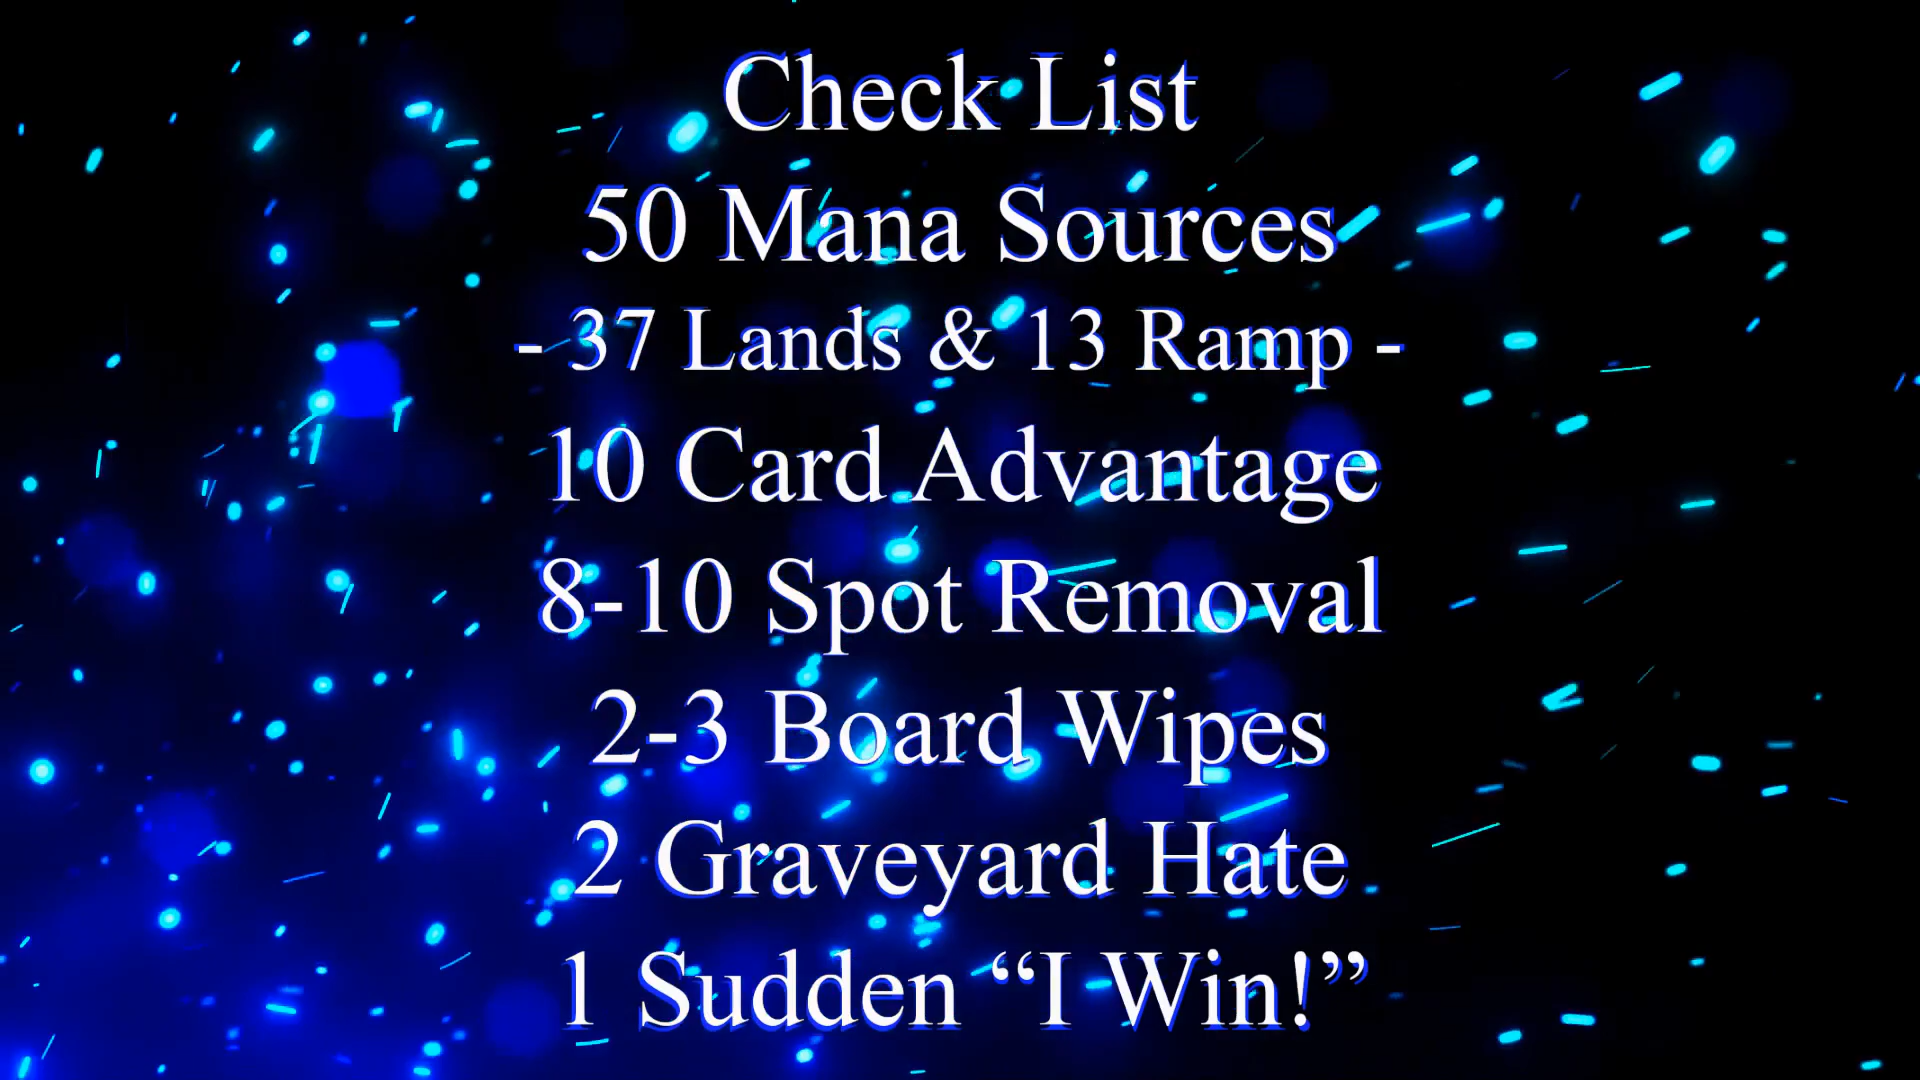 Check List
50 Mana Sources
- 37 Lands & 13 Ramp -
10 Card Advantage
8-10 Spot Removal
2-3 Board Wipes
2 Graveyard Hate
1 Sudden “I Win!”